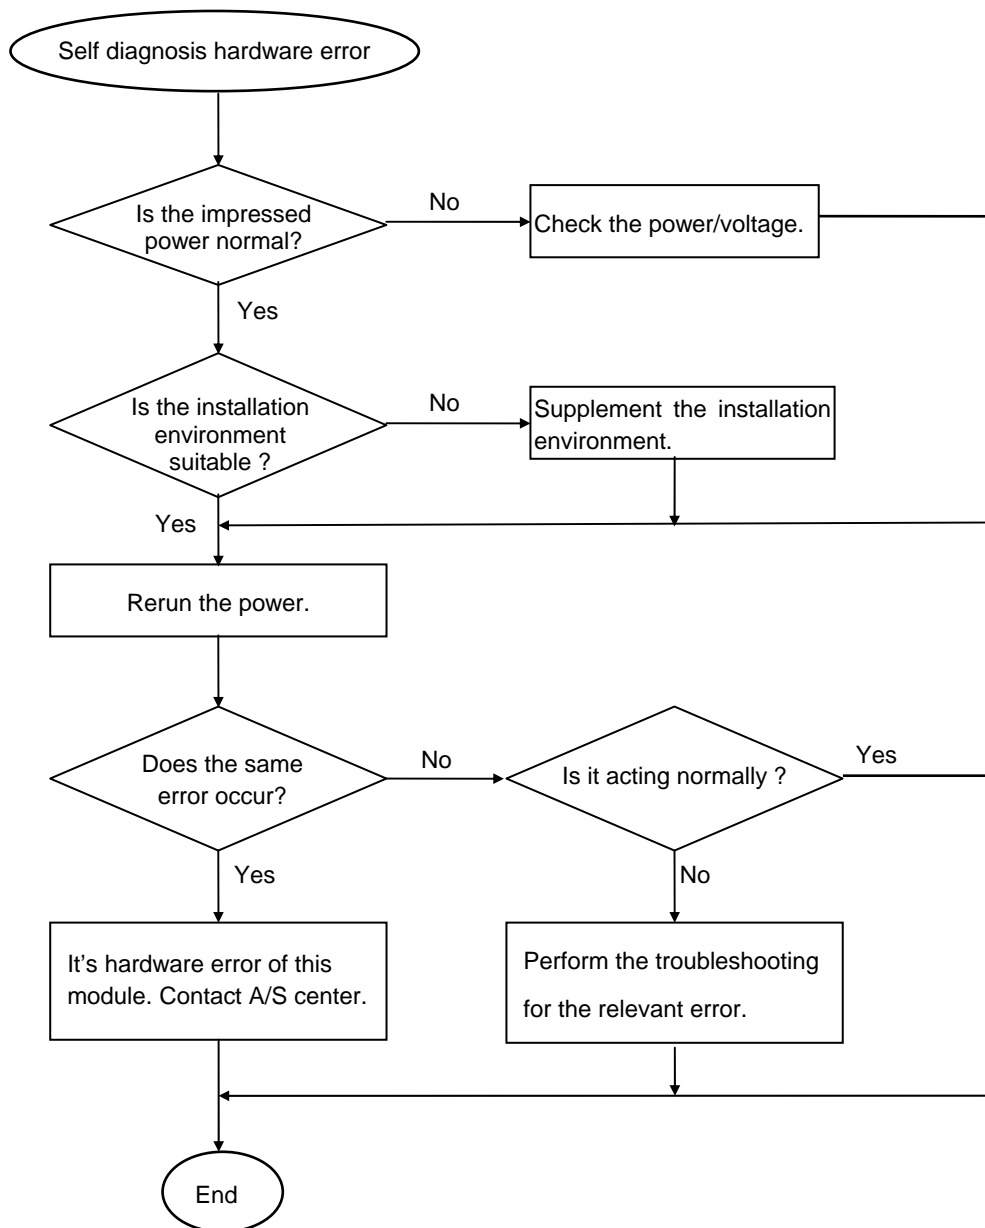 Self diagnosis hardware error
Is the impressed
power normal?
No
Check the power/voltage.
Yes
Is the installation
environment
suitable ?
No
Supplement the installation
environment.
Yes
Rerun the power.
Does the same
error occur?
No
Is it acting normally ?
Yes
Yes
No
It’s hardware error of this
module. Contact A/S center.
Perform the troubleshooting
for the relevant error.
End